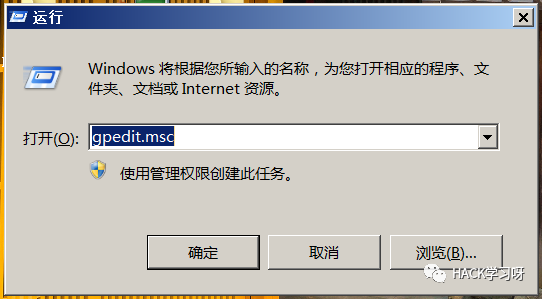 运行
Windows 将根据您所输入的名称，为您打开相应的程序、文
件夹、文档或 Internet 资源。
打开(O): gpedit.msc
使用管理权限创建此任务。
确定 取消 浏览(B)...
HACK学习呀